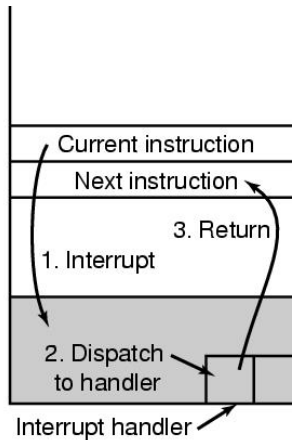 Current instruction
Next instruction
3. Return
1. Interrupt
2. Dispatch
to handler
Interrupt handler